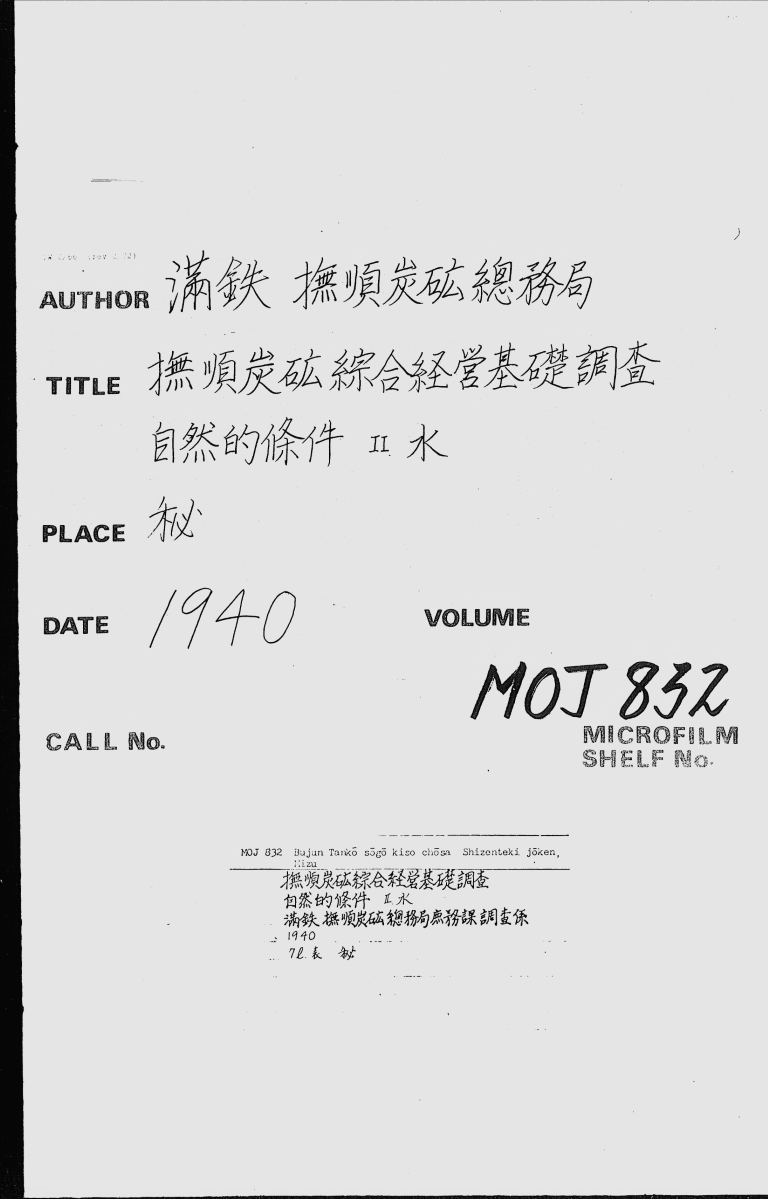 AUTHOR 滿鉄 撫順炭砿總務局
TITLE 撫順炭砿綜合経営基礎調査
自然的條件 II 水
PLACE 秘
DATE 1940 VOLUME
MOJ 832
CALL No. MICROFILM
SHELF No.
MOJ 832 Bujun Tankō sōgō kiso chōsa Shizenteki jōken,
Mizu
撫順炭砿綜合経営基礎調査
自然的條件 II 水
滿鉄 撫順炭砿總務局庶務課調査係
1940
7l. 表 秘